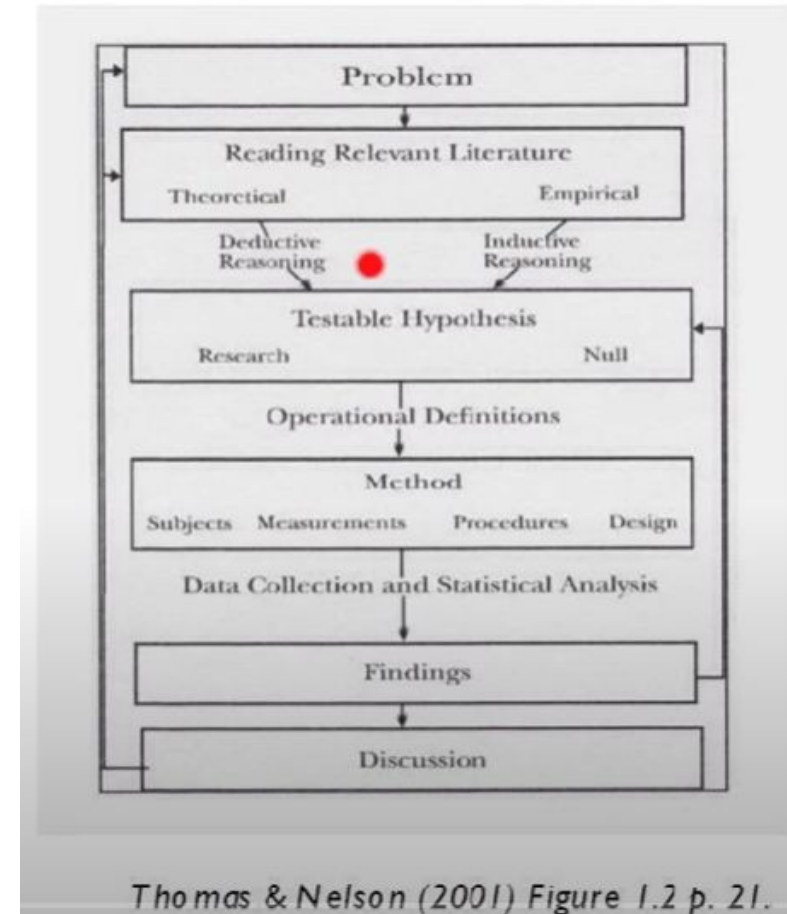 Problem
Reading Relevant Literature
Theoretical Empirical
Deductive Inductive
Reasoning Reasoning
Testable Hypothesis
Research Null
Operational Definitions
Method
Subjects Measurements Procedures Design
Data Collection and Statistical Analysis
Findings
Discussion
Thomas & Nelson (2001) Figure 1.2 p. 21.